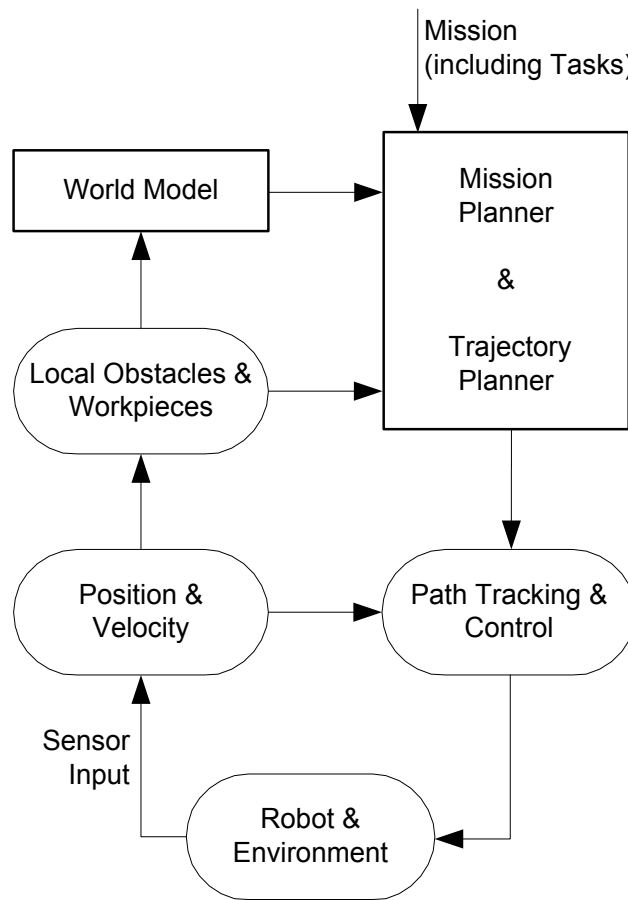 Mission
(including Tasks)
World Model
Mission
Planner
&
Trajectory
Planner
Local Obstacles &
Workpieces
Position &
Velocity
Path Tracking &
Control
Sensor
Input
Robot &
Environment